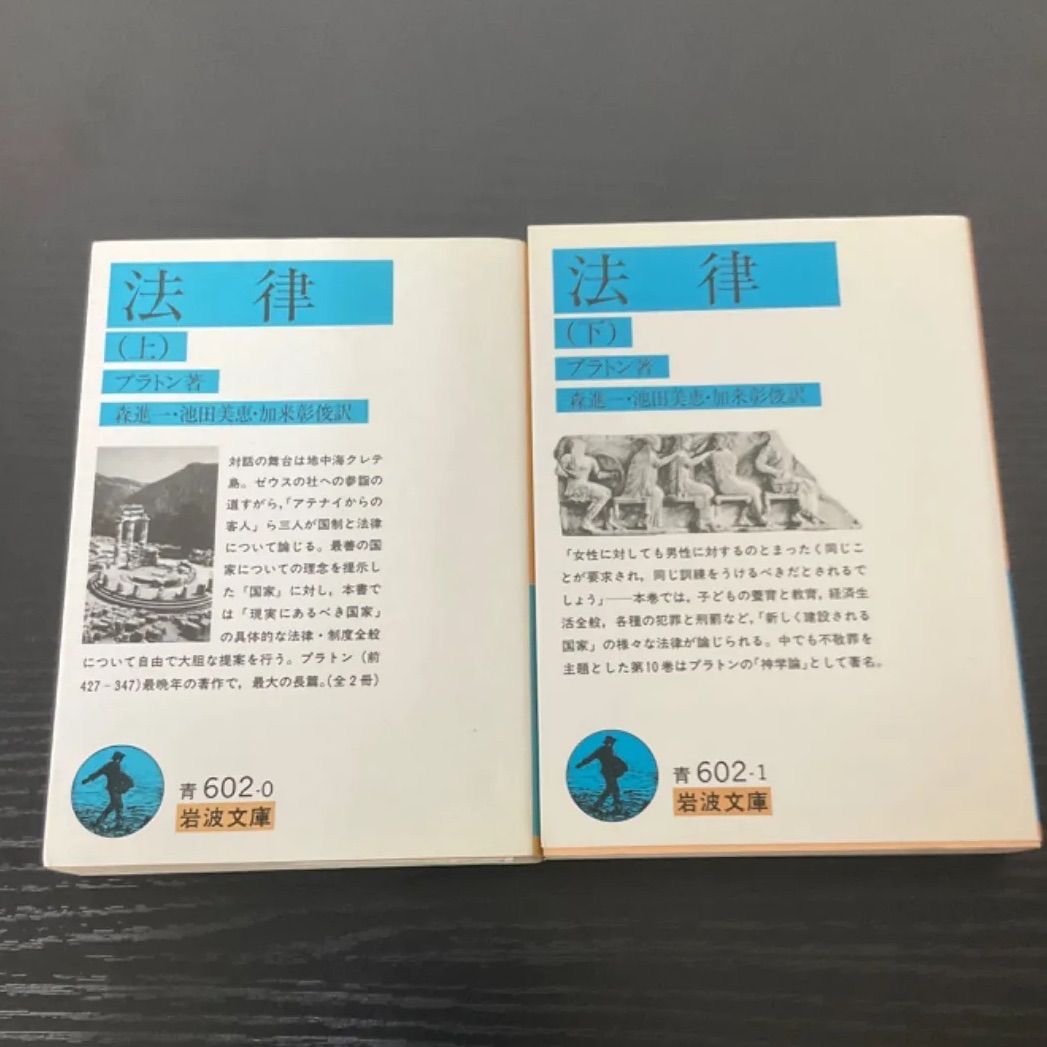 法律
（上）
プラトン著
森進一・池田美恵・加来彰俊訳
対話の舞台は地中海クレテ
島。ゼウスの社への参詣の
道すがら，「アテナイからの
客人」ら三人が国制と法律
について論じる。最善の国
家についての理念を提示し
た『国家』に対し，本書で
は「現実にあるべき国家」
の具体的な法律・制度全般
について自由で大胆な提案を行う。プラトン（前
427－347）最晩年の著作で，最大の長篇。（全2冊）
青602-0
岩波文庫
法律
（下）
プラトン著
森進一・池田美恵・加来彰俊訳
「女性に対しても男性に対するのとまったく同じこ
とが要求され，同じ訓練をうけるべきだとされるで
しょう」――本巻では，子どもの養育と教育，経済生
活全般，各種の犯罪と刑罰など，「新しく建設される
国家」の様々な法律が論じられる。中でも不敬罪を
主題とした第10巻はプラトンの「神学論」として著名。
青602-1
岩波文庫